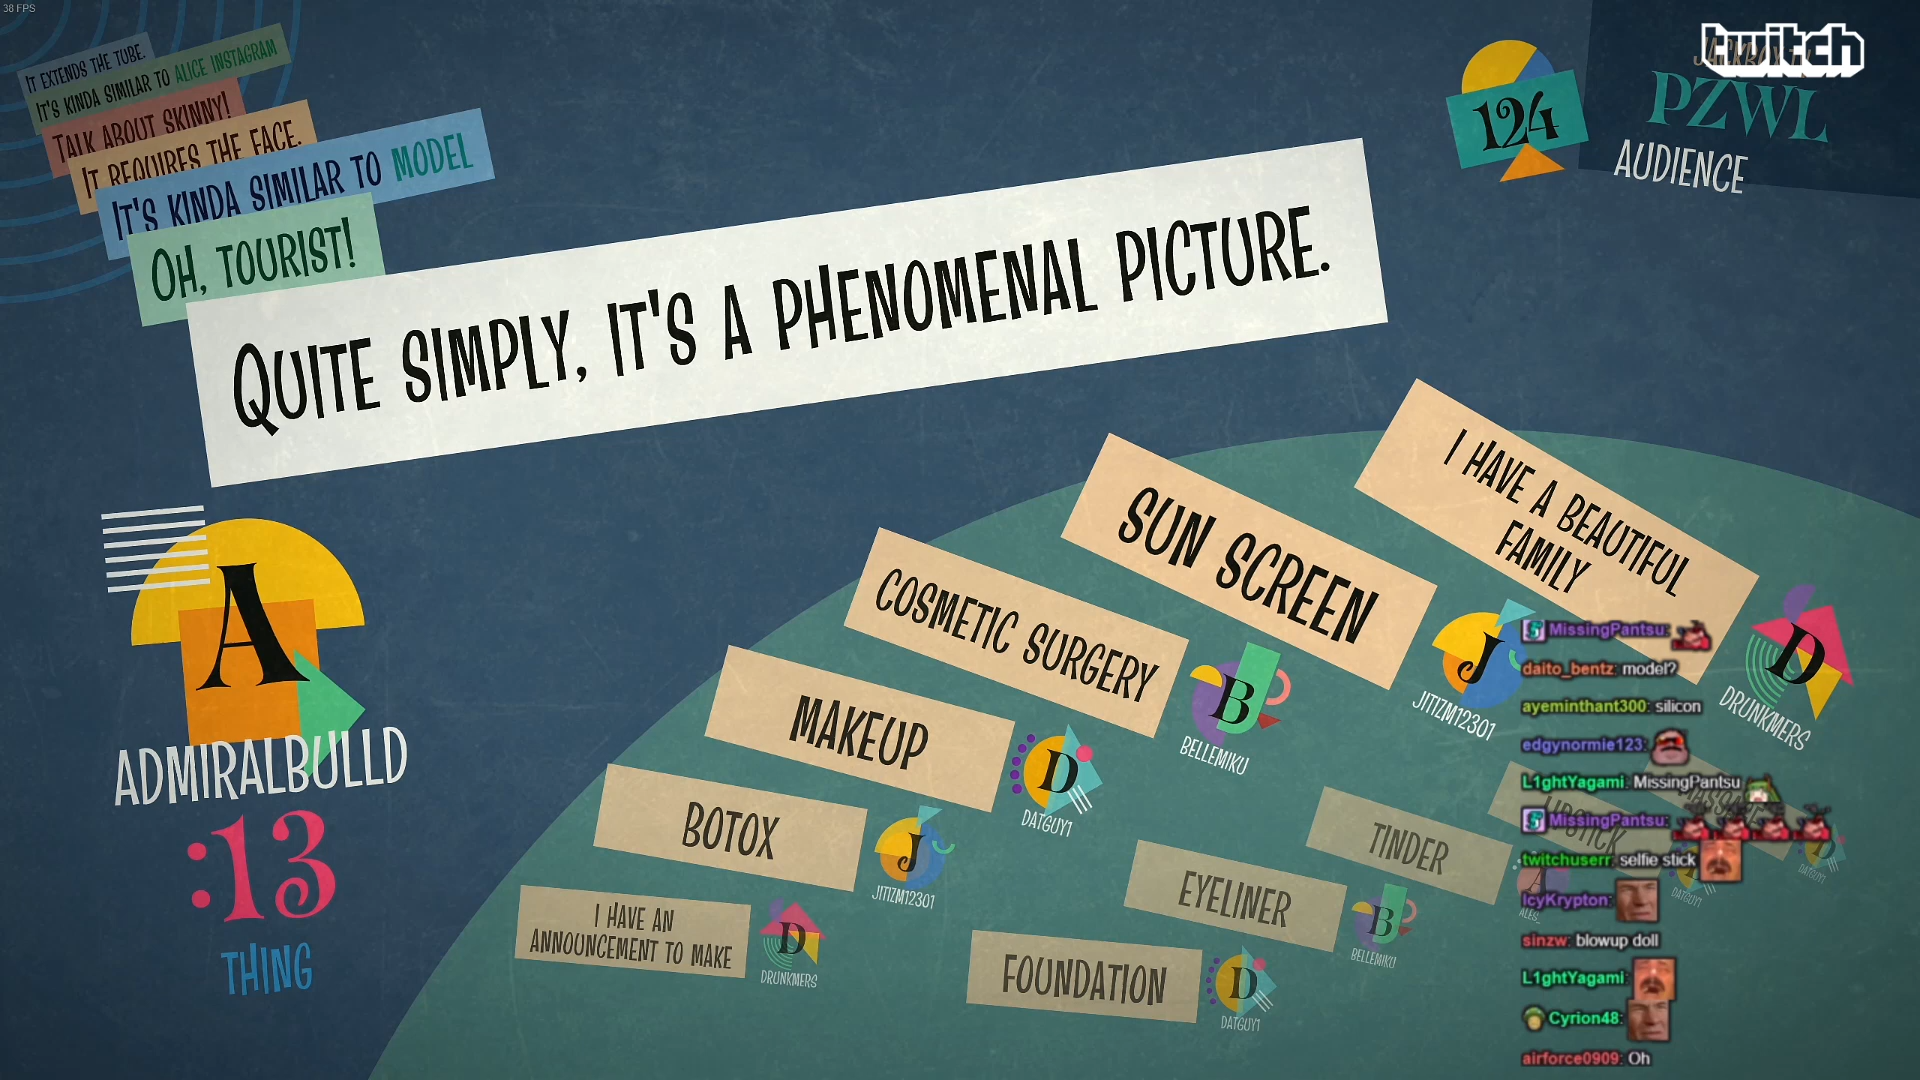 38 FPS
IT EXTENDS THE TUBE.
IT'S KINDA SIMILAR TO ALICE INSTAGRAM
TALK ABOUT SKINNY!
IT REQUIRES THE FACE.
IT'S KINDA SIMILAR TO MODEL
OH, TOURIST!
QUITE SIMPLY, IT'S A PHENOMENAL PICTURE.
124
twitch
PZWL
AUDIENCE
A
ADMIRALBULLD
:13
THING
I HAVE A BEAUTIFUL
FAMILY
D
DRUNKMERS
SUN SCREEN
J
JITIZM12301
COSMETIC SURGERY
B
BELLEMIKU
MAKEUP
D
DATGUY1
BOTOX
J
JITIZM12301
I HAVE AN
ANNOUNCEMENT TO MAKE
D
DRUNKMERS
FOUNDATION
D
DATGUY1
EYELINER
B
BELLEMIKU
TINDER
LIPSTICK
DATGUY1
DATGUY1
MissingPantsu:
daito_bentz: model?
ayeminthant300: silicon
edgynormie123:
L1ghtYagami: MissingPantsu
MissingPantsu:
twitchuserr: selfie stick
IcyKrypton:
sinzw: blowup doll
L1ghtYagami:
Cyrion48:
airforce0909: Oh